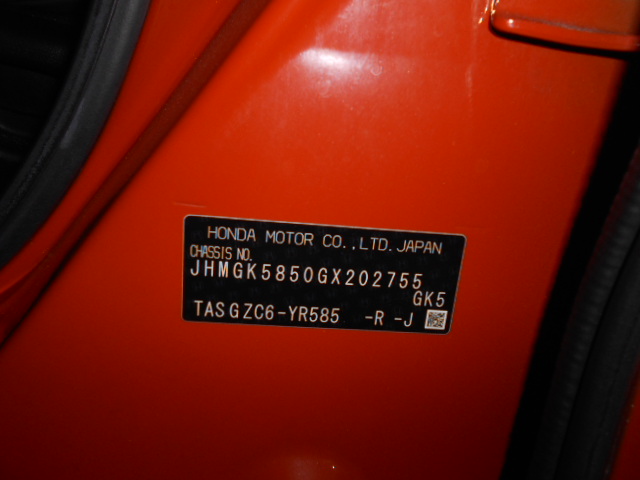 HONDA MOTOR CO.,LTD.JAPAN
CHASSIS NO.
JHMGK5850GX202755
GK5
TASGZC6-YR585 -R -J